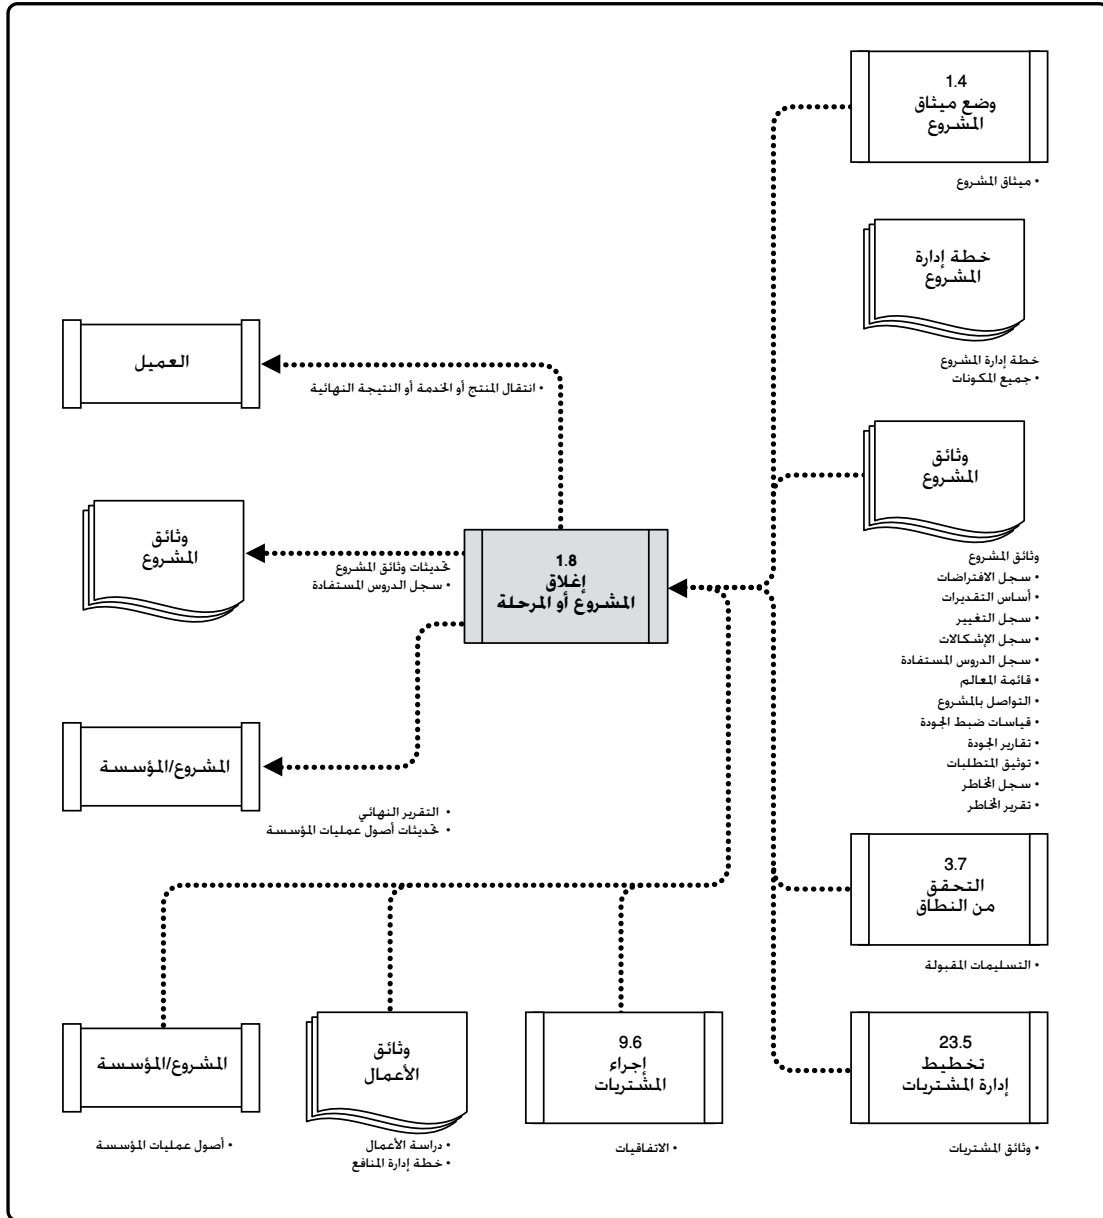 1.4
وضع ميثاق
المشروع
• ميثاق المشروع
خطة إدارة
المشروع
خطة إدارة المشروع
• جميع المكونات
وثائق
المشروع
وثائق المشروع
• سجل الافتراضات
• أساس التقديرات
• سجل التغيير
• سجل الإشكالات
• سجل الدروس المستفادة
• قائمة المعالم
• التواصل بالمشروع
• قياسات ضبط الجودة
• تقارير الجودة
• توثيق المتطلبات
• سجل المخاطر
• تقرير المخاطر
3.7
التحقق
من النطاق
• التسليمات المقبولة
23.5
تخطيط
إدارة المشتريات
• وثائق المشتريات
1.8
إغلاق
المشروع أو المرحلة
العميل
• انتقال المنتج أو الخدمة أو النتيجة النهائية
وثائق
المشروع
تحديثات وثائق المشروع
• سجل الدروس المستفادة
المشروع/المؤسسة
• التقرير النهائي
• تحديثات أصول عمليات المؤسسة
9.6
إجراء
المشتريات
• الاتفاقيات
وثائق
الأعمال
• دراسة الأعمال
• خطة إدارة المنافع
المشروع/المؤسسة
• أصول عمليات المؤسسة